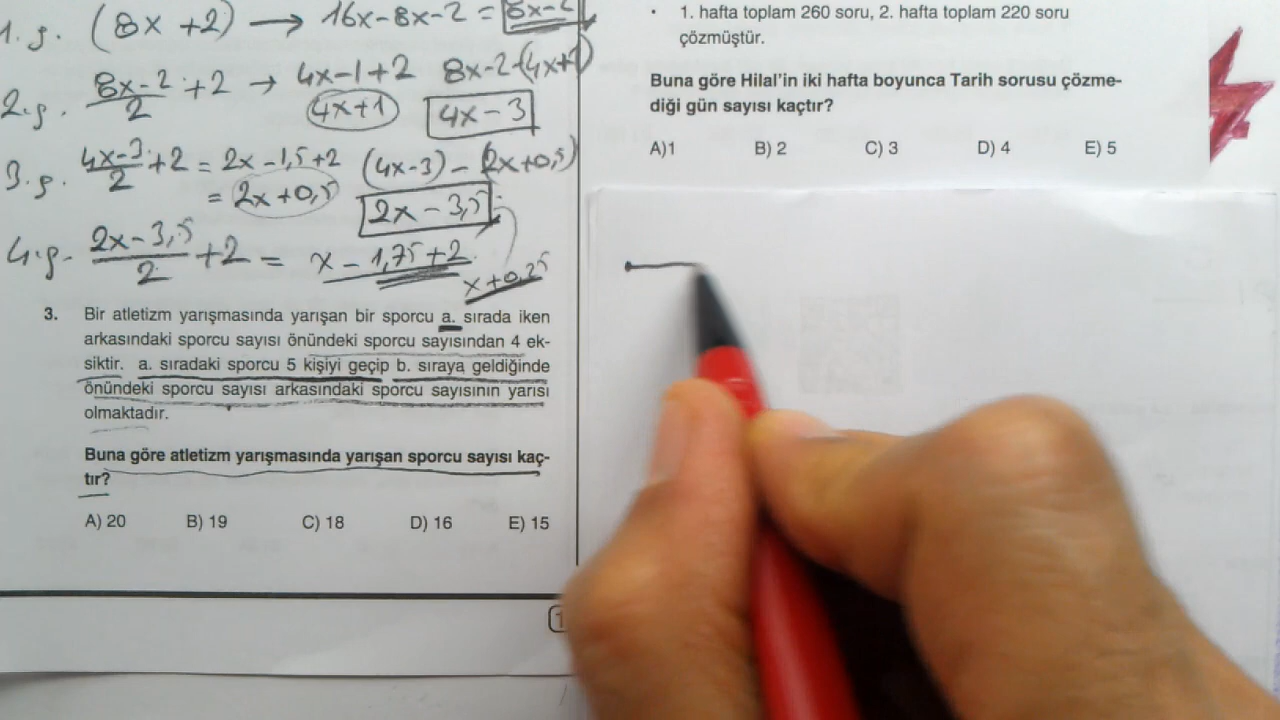 1.g. (8x +2) → 16x-8x-2 = 8x-2
2.g. 8x-2/2 +2 → 4x-1+2 8x-2-(4x+1)
4x+1 4x-3
3.g. 4x-3/2 +2 = 2x-1,5+2 (4x-3) - (2x+0,5)
= 2x+0,5 2x-3,5
4.g. 2x-3,5/2 +2 = x-1,75+2
x+0,25
3. Bir atletizm yarışmasında yarışan bir sporcu a. sırada iken
arkasındaki sporcu sayısı önündeki sporcu sayısından 4 ek-
siktir. a. sıradaki sporcu 5 kişiyi geçip b. sıraya geldiğinde
önündeki sporcu sayısı arkasındaki sporcu sayısının yarısı
olmaktadır.
Buna göre atletizm yarışmasında yarışan sporcu sayısı kaç-
tır?
A) 20 B) 19 C) 18 D) 16 E) 15
• 1. hafta toplam 260 soru, 2. hafta toplam 220 soru
çözmüştür.
Buna göre Hilal'in iki hafta boyunca Tarih sorusu çözme-
diği gün sayısı kaçtır?
A)1 B) 2 C) 3 D) 4 E) 5